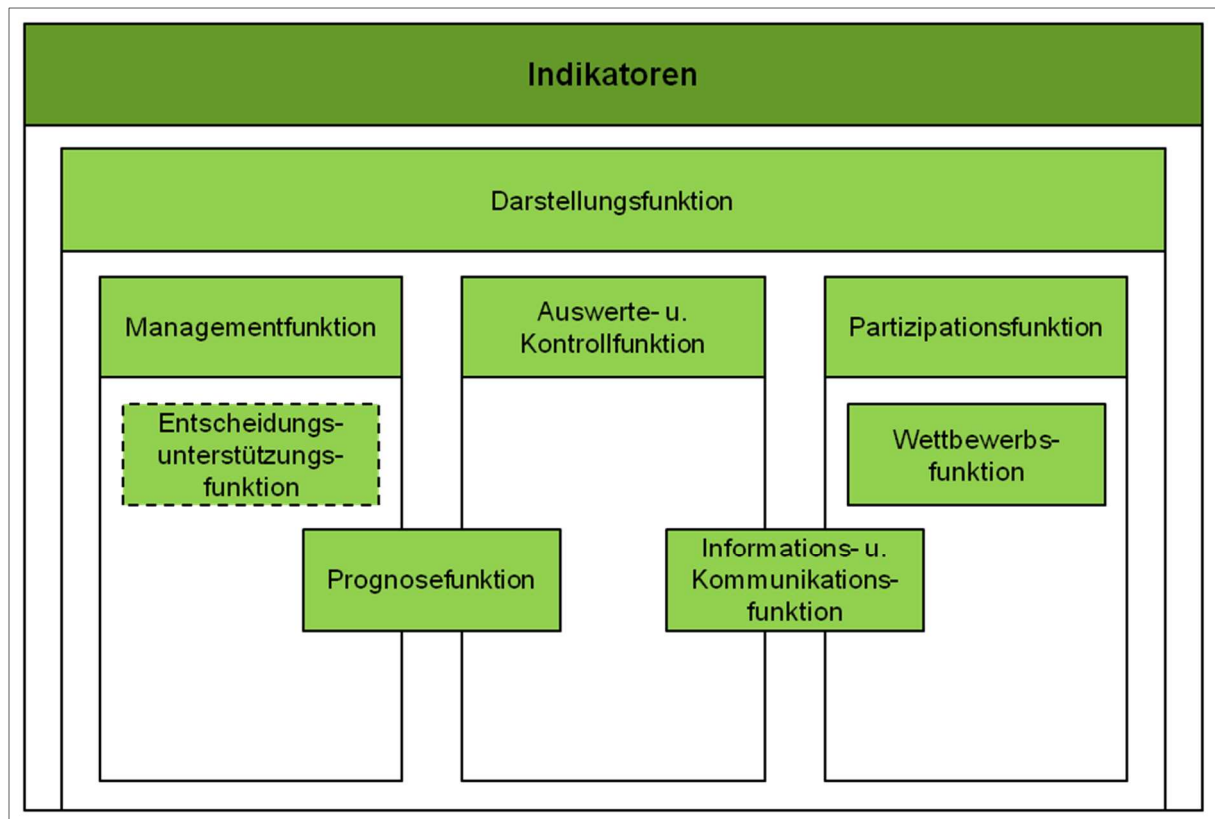 Indikatoren
Darstellungsfunktion
Managementfunktion
Auswerte- u.
Kontrollfunktion
Partizipationsfunktion
Entscheidungs-
unterstützungs-
funktion
Wettbewerbs-
funktion
Prognosefunktion
Informations- u.
Kommunikations-
funktion